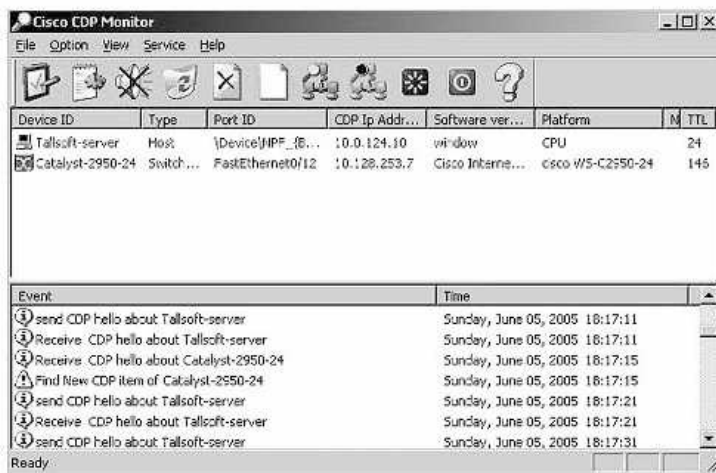 Cisco CDP Monitor
File Option View Service Help
Device ID Type Port ID CDP Ip Addr... Software ver... Platform N TTL
Tallsoft-server Host \Device\NPF_{B... 10.0.124.10 window CPU 24
Catalyst-2950-24 Switch... FastEthernet0/12 10.128.253.7 Cisco Interne... cisco WS-C2950-24 146
Event Time
send CDP hello about Tallsoft-server Sunday, June 05, 2005 18:17:11
Receive CDP hello about Tallsoft-server Sunday, June 05, 2005 18:17:11
Receive CDP hello about Catalyst-2950-24 Sunday, June 05, 2005 18:17:15
Find New CDP item of Catalyst-2950-24 Sunday, June 05, 2005 18:17:15
send CDP hello about Tallsoft-server Sunday, June 05, 2005 18:17:21
Receive CDP hello about Tallsoft-server Sunday, June 05, 2005 18:17:21
send CDP hello about Tallsoft-server Sunday, June 05, 2005 18:17:31
Ready